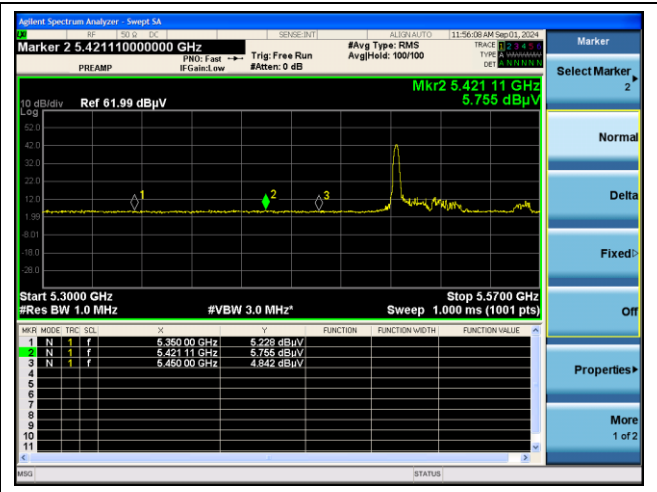 Agilent Spectrum Analyzer - Swept SA
RF 50 Ω DC SENSE:INT ALIGN AUTO 11:56:08 AM Sep 01, 2024
Marker 2 5.421110000000 GHz
#Avg Type: RMS
TRACE 1 2 3 4 5 6
PNO: Fast
Trig: Free Run
Avg|Hold: 100/100
TYPE
PREAMP
IFGain:Low
#Atten: 0 dB
DET A N N N N N
Mkr2 5.421 11 GHz
10 dB/div Ref 61.99 dBµV 5.755 dBµV
Log
52.0
42.0
32.0
22.0
12.0
1.99
-8.01
-18.0
-28.0
1
2
3
Start 5.3000 GHz Stop 5.5700 GHz
#Res BW 1.0 MHz #VBW 3.0 MHz* Sweep 1.000 ms (1001 pts)
MKR MODE TRC SCL X Y FUNCTION FUNCTION WIDTH FUNCTION VALUE
1 N 1 f 5.350 00 GHz 5.228 dBµV
2 N 1 f 5.421 11 GHz 5.755 dBµV
3 N 1 f 5.450 00 GHz 4.842 dBµV
4
5
6
7
8
9
10
11
MSG STATUS
Marker
Select Marker
2
Normal
Delta
Fixed
Off
Properties
More
1 of 2